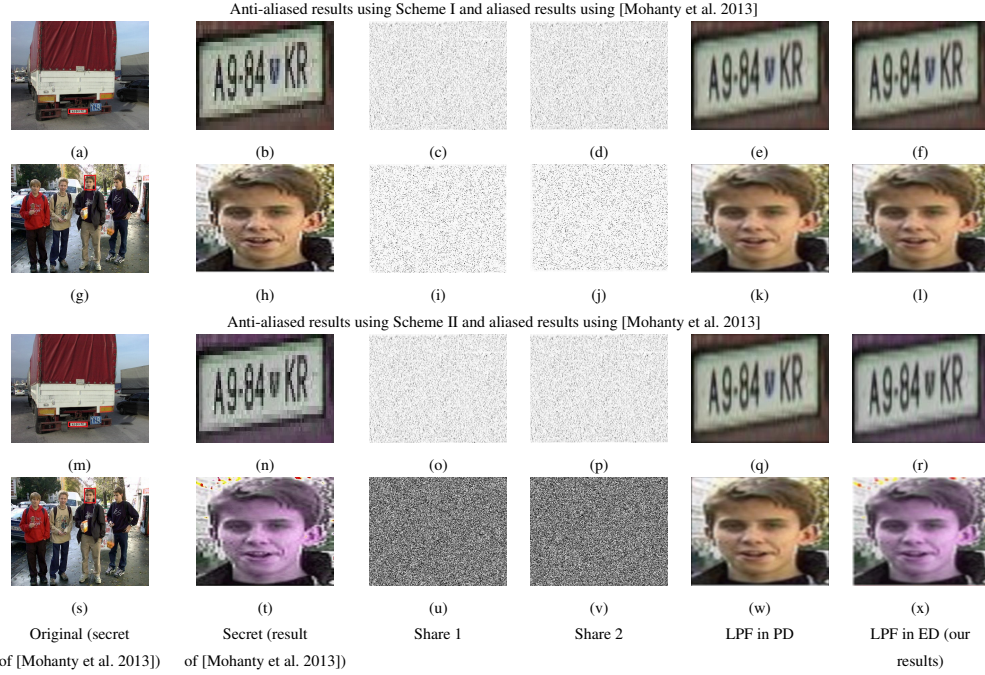 Anti-aliased results using Scheme I and aliased results using [Mohanty et al. 2013]
A9-84 v KR A9-84 v KR A9-84 v KR
(a) (b) (c) (d) (e) (f)
(g) (h) (i) (j) (k) (l)
Anti-aliased results using Scheme II and aliased results using [Mohanty et al. 2013]
A9-84 v KR A9-84 v KR A9-84 v KR
(m) (n) (o) (p) (q) (r)
(s) (t) (u) (v) (w) (x)
Original (secret Secret (result Share 1 Share 2 LPF in PD LPF in ED (our
of [Mohanty et al. 2013]) of [Mohanty et al. 2013]) results)